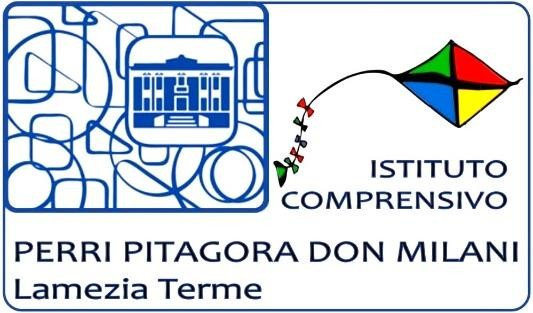 ISTITUTO
COMPRENSIVO
PERRI PITAGORA DON MILANI
Lamezia Terme